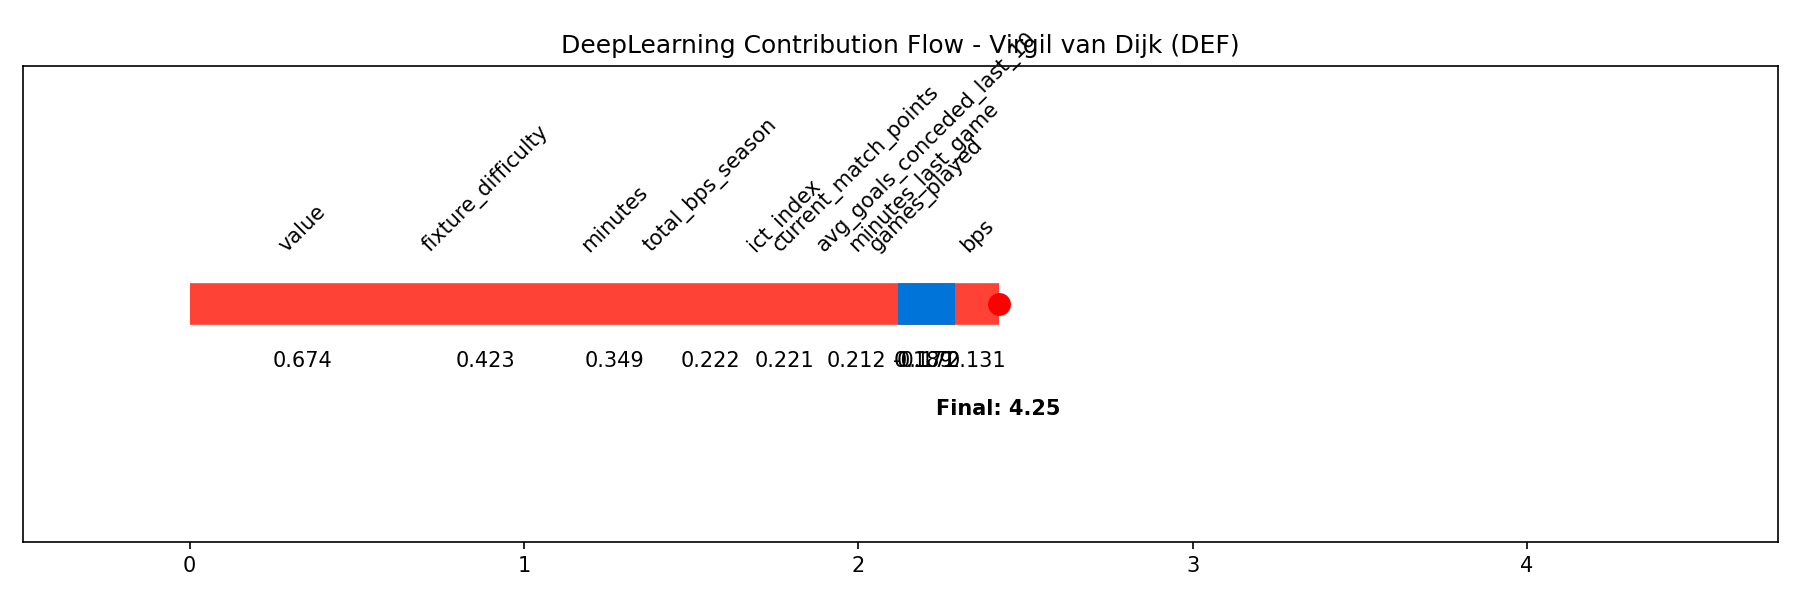 DeepLearning Contribution Flow - Virgil van Dijk (DEF)
value
fixture_difficulty
minutes
total_bps_season
ict_index
current_match_points
avg_goals_conceded_last_10
minutes_last_game
games_played
bps
0.674
0.423
0.349
0.222
0.221
0.212
0.131
Final: 4.25
0
1
2
3
4